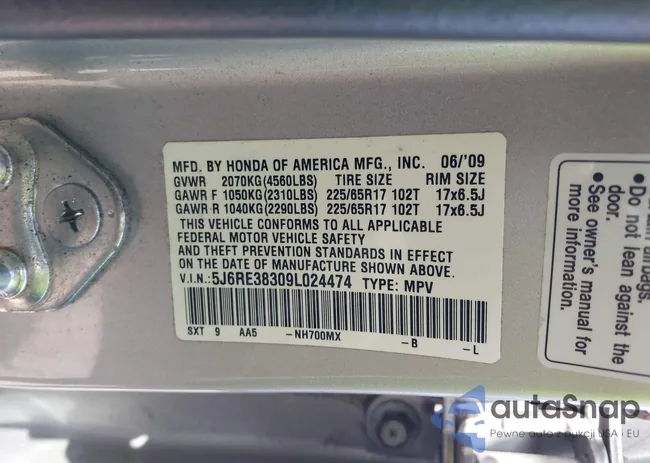 MFD. BY HONDA OF AMERICA MFG., INC. 06/'09
GVWR 2070KG(4560LBS) TIRE SIZE RIM SIZE
GAWR F 1050KG(2310LBS) 225/65R17 102T 17x6.5J
GAWR R 1040KG(2290LBS) 225/65R17 102T 17x6.5J
THIS VEHICLE CONFORMS TO ALL APPLICABLE
FEDERAL MOTOR VEHICLE SAFETY
AND THEFT PREVENTION STANDARDS IN EFFECT
ON THE DATE OF MANUFACTURE SHOWN ABOVE.
V.I.N.:5J6RE38309L024474 TYPE: MPV
SXT 9 AA5 -NH700MX -B -L
airbags.
•Do not lean against the
door.
•See owner's manual for
more information.
autaSnap
Pewne auto z aukcji USA i EU